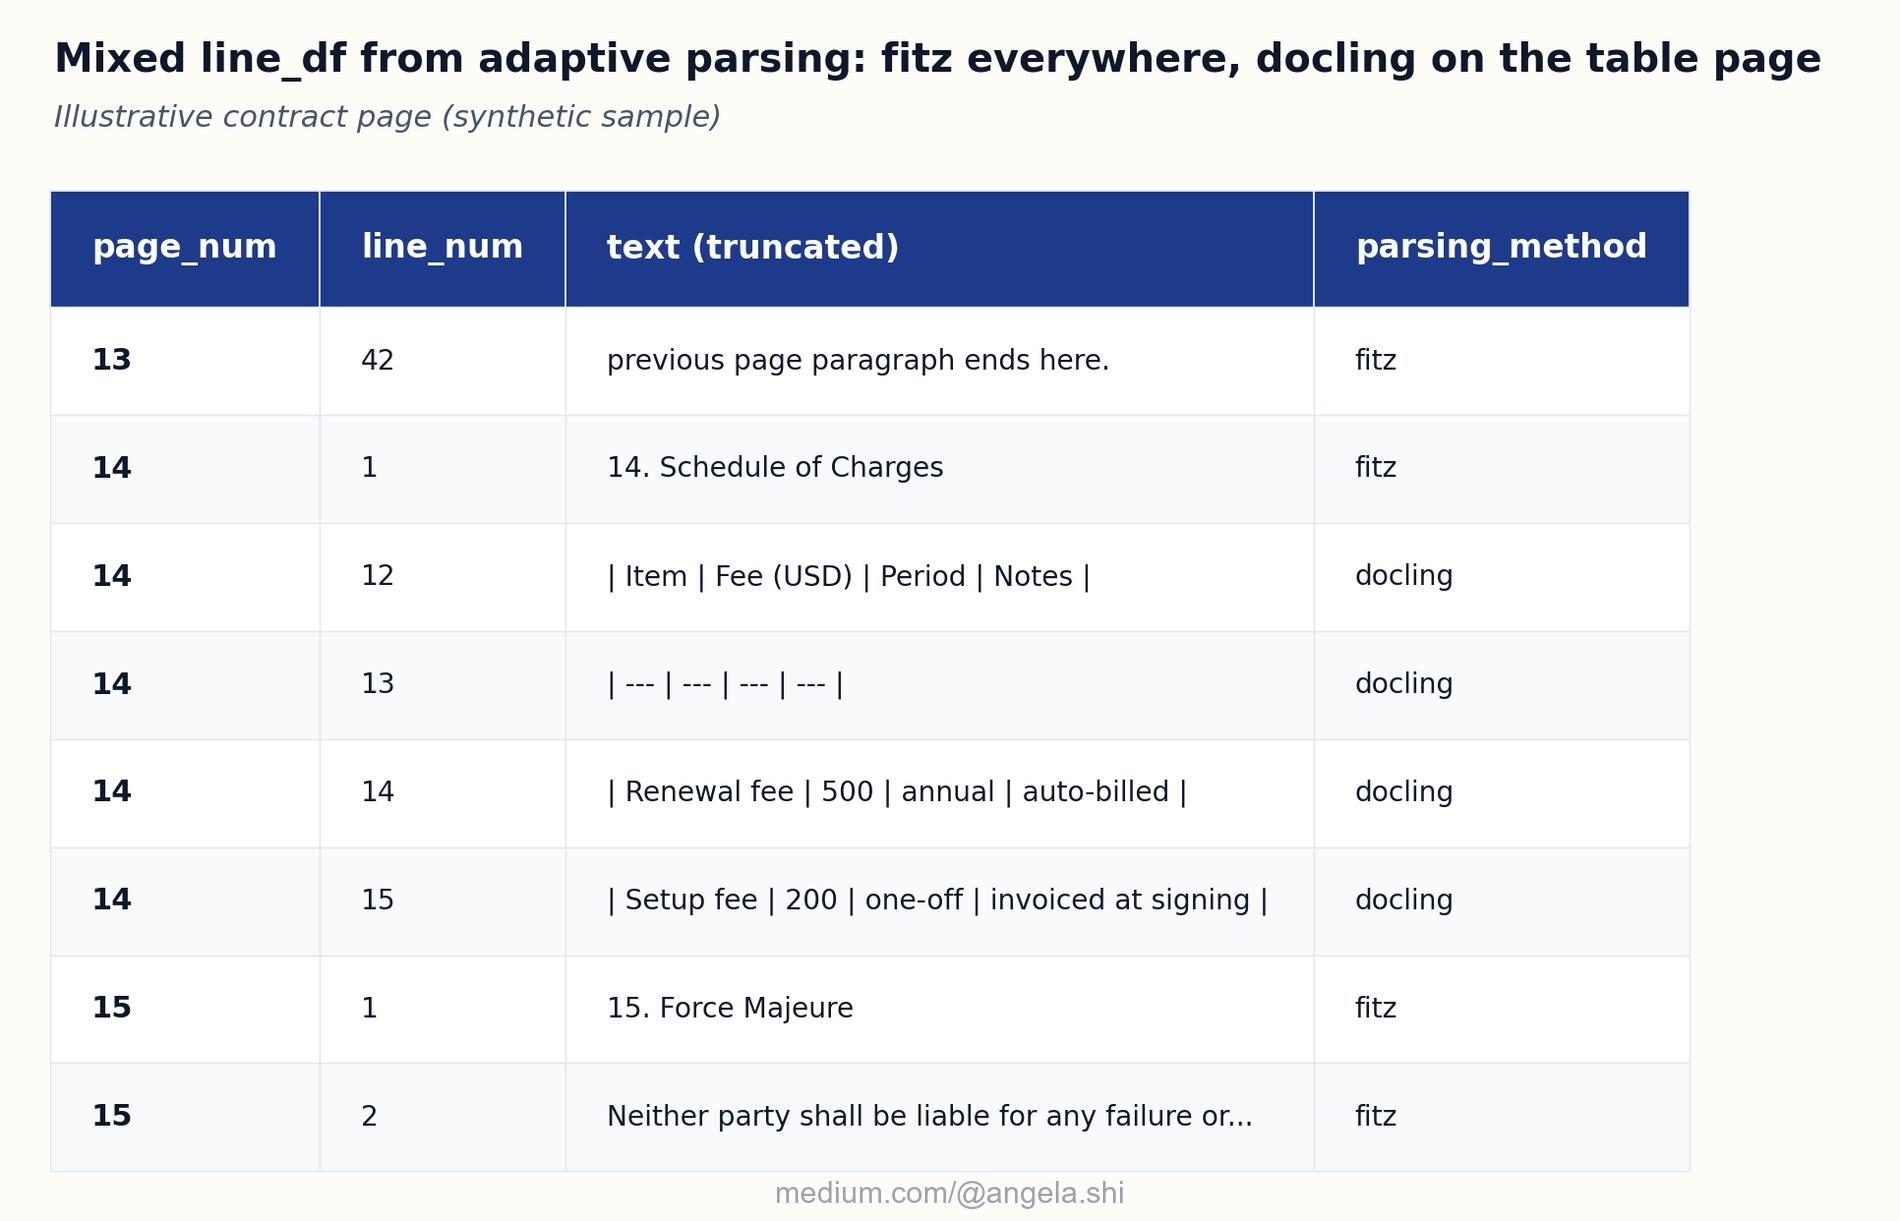 Mixed line_df from adaptive parsing: fitz everywhere, docling on the table page
Illustrative contract page (synthetic sample)
page_num line_num text (truncated) parsing_method
13 42 previous page paragraph ends here. fitz
14 1 14. Schedule of Charges fitz
14 12 | Item | Fee (USD) | Period | Notes | docling
14 13 | --- | --- | --- | --- | docling
14 14 | Renewal fee | 500 | annual | auto-billed | docling
14 15 | Setup fee | 200 | one-off | invoiced at signing | docling
15 1 15. Force Majeure fitz
15 2 Neither party shall be liable for any failure or... fitz
medium.com/@angela.shi